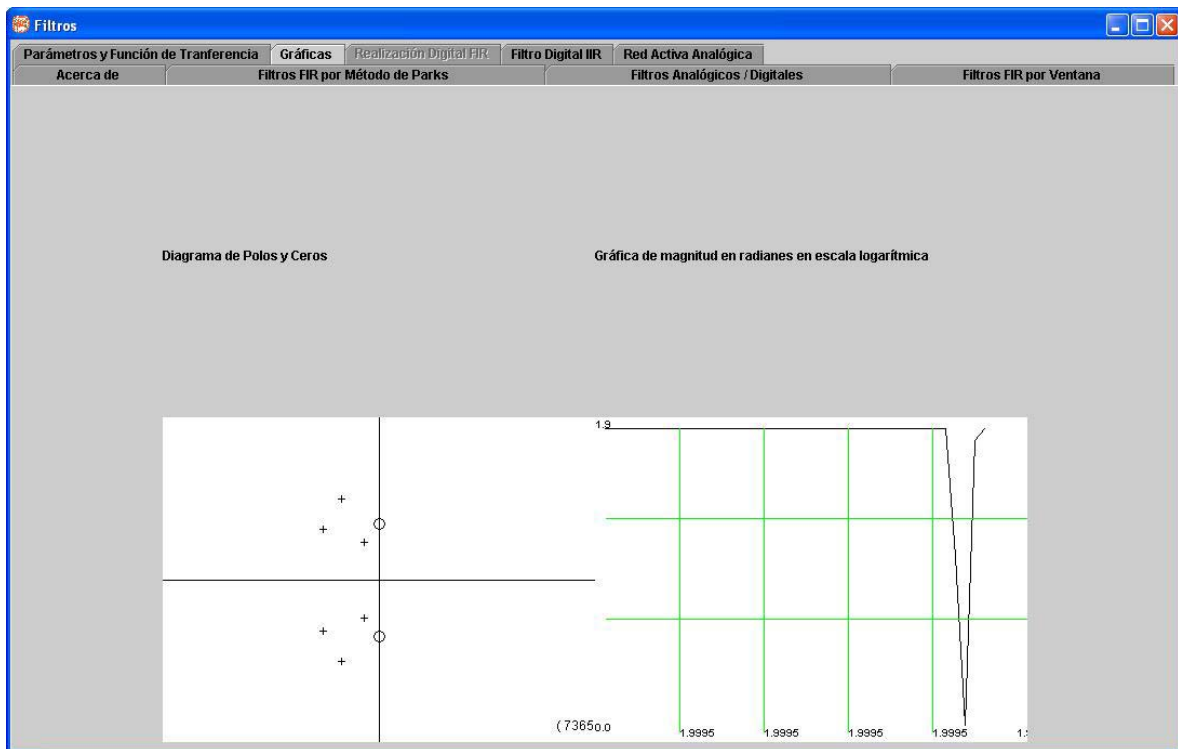 Filtros
Parámetros y Función de Tranferencia Gráficas Realización Digital FIR Filtro Digital IIR Red Activa Analógica
Acerca de Filtros FIR por Método de Parks Filtros Analógicos / Digitales Filtros FIR por Ventana
Diagrama de Polos y Ceros Gráfica de magnitud en radianes en escala logarítmica
1.9
(7365 0.0
1.9995 1.9995 1.9995 1.9995